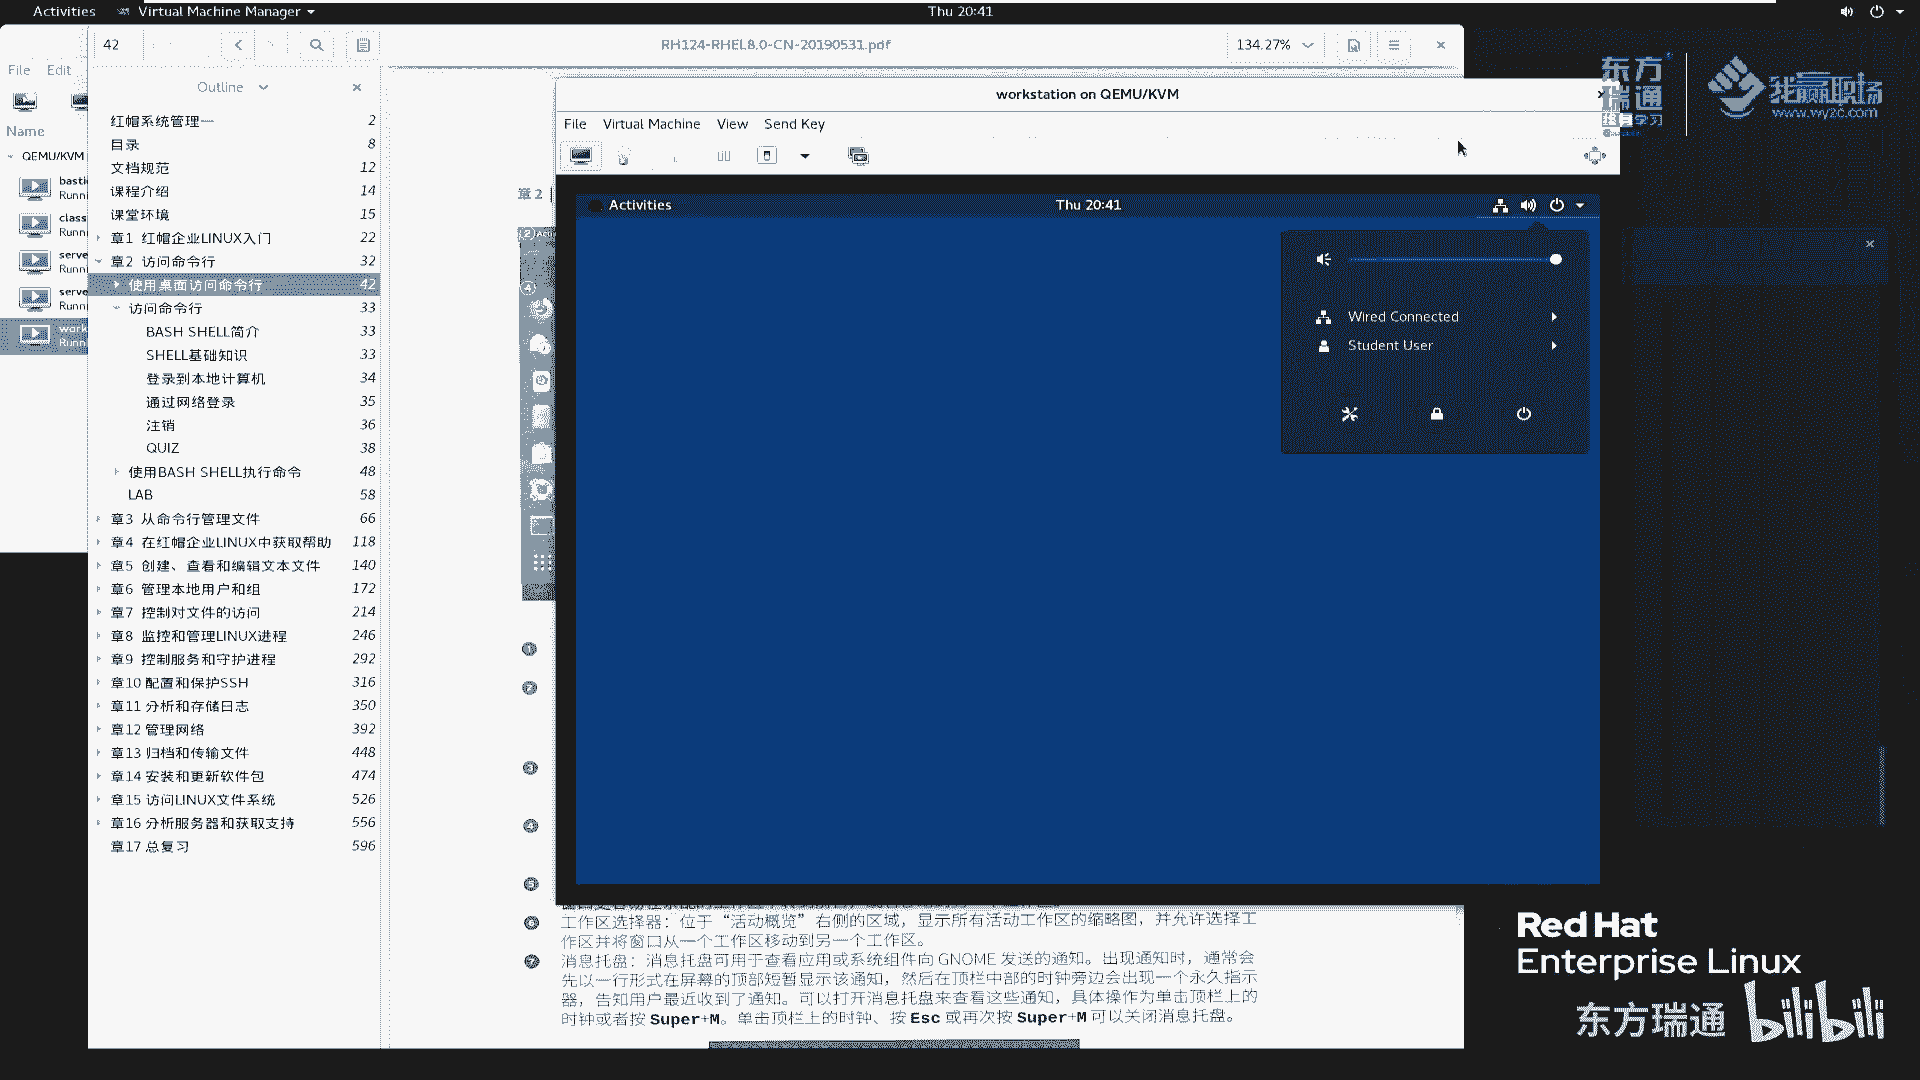 Activities
Virtual Machine Manager
Thu 20:41
42
RH124-RHEL8.0-CN-20190531.pdf
134.27%
File Edit
Name
QEMU/KVM
Runni
Runni
serve
Runni
serve
Runni
work
Runn
Outline
红帽系统管理一 2
目录 8
文档规范 12
课程介绍 14
课堂环境 15
章1 红帽企业LINUX入门 22
章2 访问命令行 32
使用桌面访问命令行 42
访问命令行 33
BASH SHELL简介 33
SHELL基础知识 33
登录到本地计算机 34
通过网络登录 35
注销 36
QUIZ 38
使用BASH SHELL执行命令 48
LAB 58
章3 从命令行管理文件 66
章4 在红帽企业LINUX中获取帮助 118
章5 创建、查看和编辑文本文件 140
章6 管理本地用户和组 172
章7 控制对文件的访问 214
章8 监控和管理LINUX进程 246
章9 控制服务和守护进程 292
章10 配置和保护SSH 316
章11 分析和存储日志 350
章12 管理网络 392
章13 归档和传输文件 448
章14 安装和更新软件包 474
章15 访问LINUX文件系统 526
章16 分析服务器和获取支持 556
章17 总复习 596
章 2
workstation on QEMU/KVM
File Virtual Machine View Send Key
Activities
Thu 20:41
Wired Connected
Student User
工作区选择器：位于“活动概览”右侧的区域，显示所有活动工作区的缩略图，并允许选择工
作区并将窗口从一个工作区移动到另一个工作区。
消息托盘：消息托盘可用于查看应用或系统组件向 GNOME 发送的通知。出现通知时，通常会
先以一行形式在屏幕的顶部短暂显示该通知，然后在顶栏中部的时钟旁边会出现一个永久指示
器，告知用户最近收到了通知。可以打开消息托盘来查看这些通知，具体操作为单击顶栏上的
时钟或者按 Super+M。单击顶栏上的时钟、按 Esc 或再次按 Super+M 可以关闭消息托盘。
东方
瑞通
终身学习
我赢职场
www.wyzc.com
Red Hat
Enterprise Linux
东方瑞通
bilibili